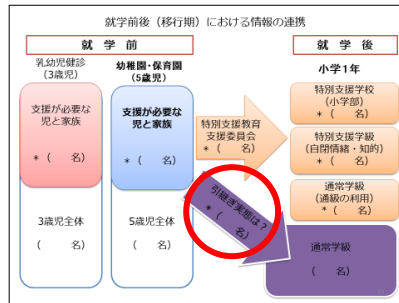 就学前後（移行期）における情報の連携
就 学 前
就 学 後
乳幼児健診
（3歳児）
幼稚園・保育園
（5歳児）
小学1年
支援が必要な
児と家族
＊（　　名）
3歳児全体
（　　名）
支援が必要な
児と家族
＊（　　名）
5歳児全体
（　　名）
特別支援教育
支援委員会
＊（　　名）
引継ぎ実態は？
＊（　　名）
特別支援学校
（小学部）
＊（　　名）
特別支援学級
（自閉情緒・知的）
＊（　　名）
通常学級
（通級の利用）
＊（　　名）
通常学級
（　　名）